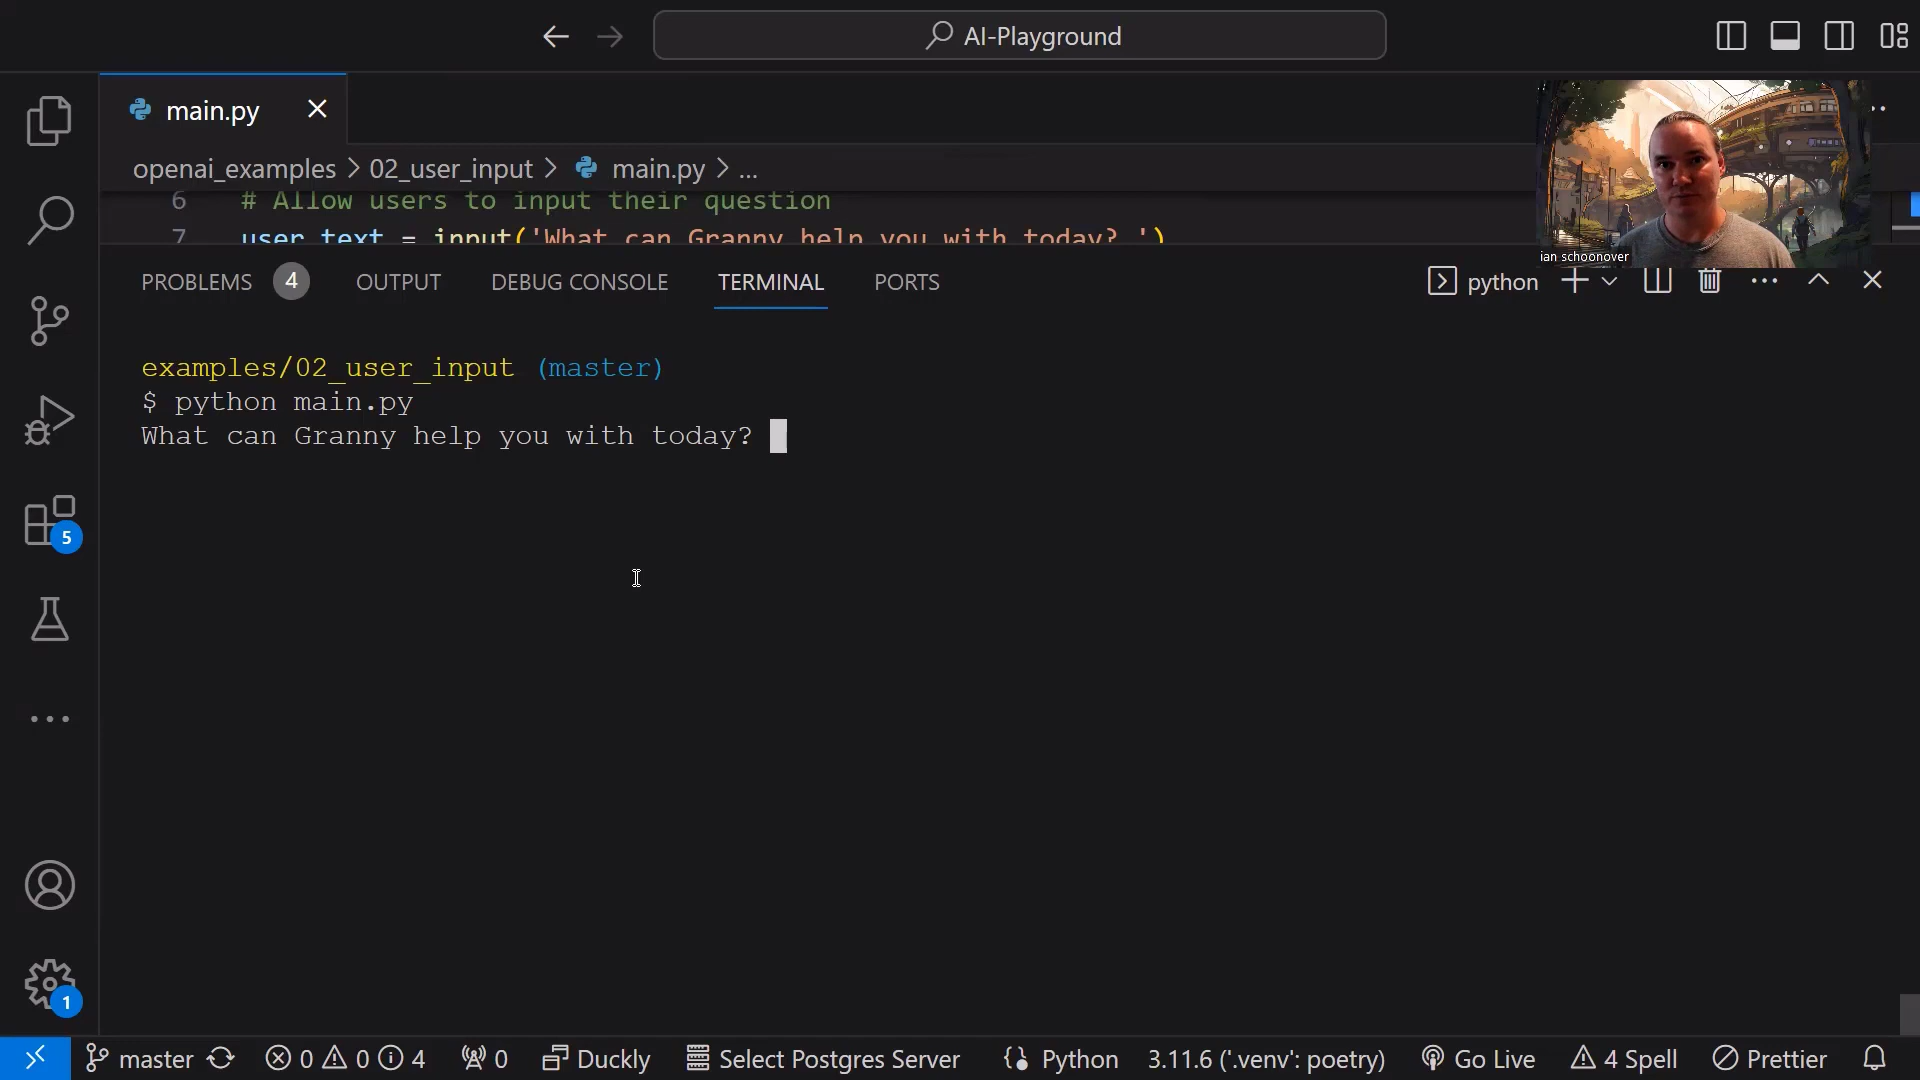 AI-Playground
main.py
openai_examples > 02_user_input > main.py > ...
ian schoonover
6 # Allow users to input their question
7 user_text = input('What can Granny help you with today? ')
PROBLEMS 4 OUTPUT DEBUG CONSOLE TERMINAL PORTS python
examples/02_user_input (master)
$ python main.py
What can Granny help you with today?
5
1
master 0 0 4 0 Duckly Select Postgres Server Python 3.11.6 ('.venv': poetry) Go Live 4 Spell Prettier